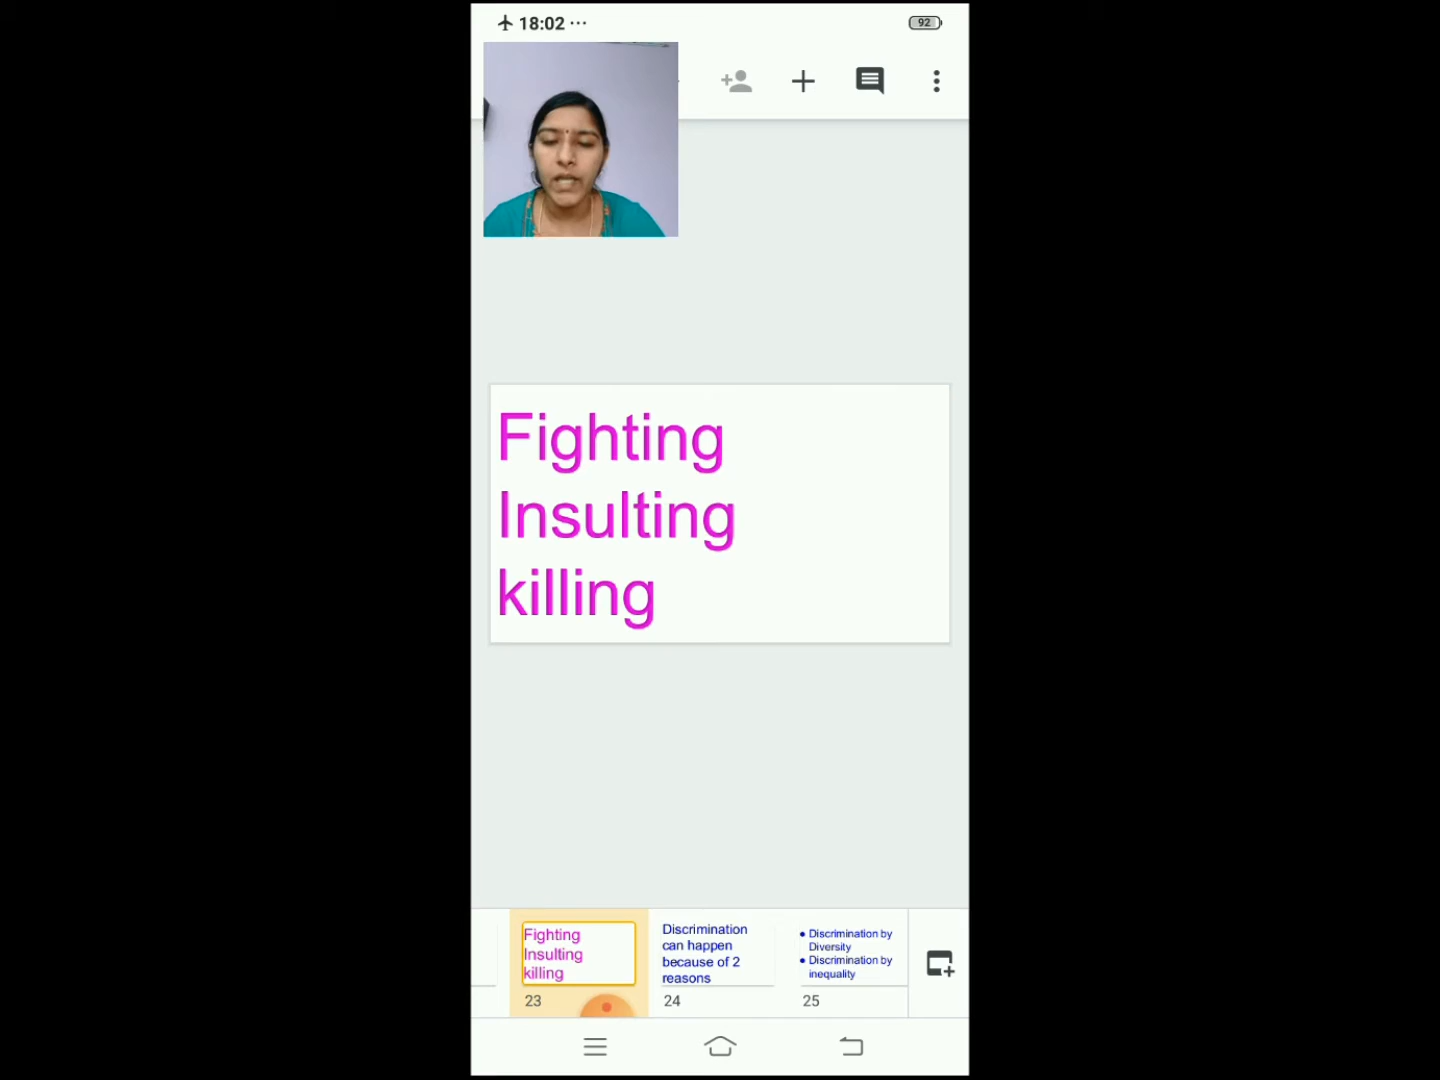 18:02 ...
92
Fighting
Insulting
killing
Fighting
Insulting
killing
23
Discrimination
can happen
because of 2
reasons
24
● Discrimination by
Diversity
● Discrimination by
inequality
25